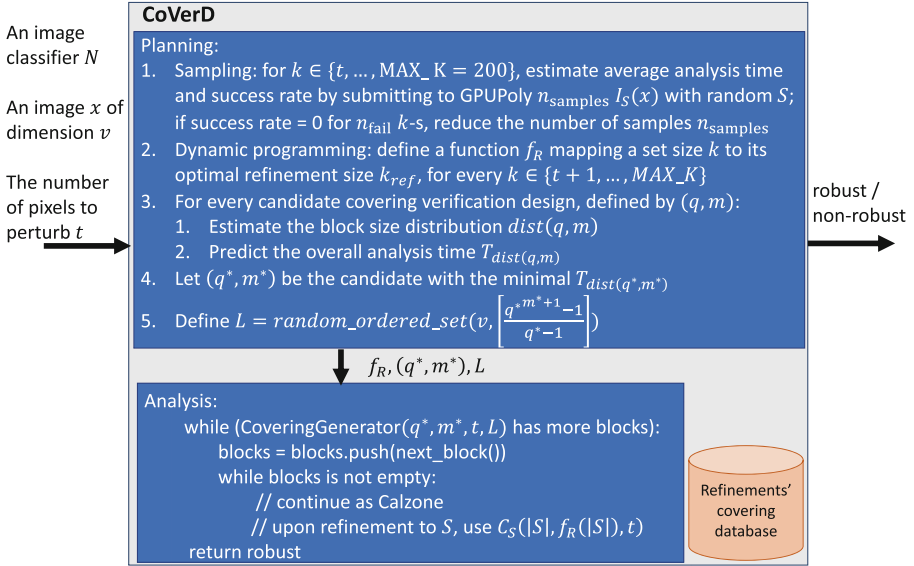 CoVerD
An image
classifier N
An image x of
dimension v
The number
of pixels to
perturb t
Planning:
1. Sampling: for k ∈ {t, … , MAX_ K = 200}, estimate average analysis time
and success rate by submitting to GPUPoly n_samples I_S(x) with random S;
if success rate = 0 for n_fail k-s, reduce the number of samples n_samples
2. Dynamic programming: define a function f_R mapping a set size k to its
optimal refinement size k_ref, for every k ∈ {t + 1, … , MAX_K}
3. For every candidate covering verification design, defined by (q, m):
1. Estimate the block size distribution dist(q, m)
2. Predict the overall analysis time T_dist(q,m)
4. Let (q*, m*) be the candidate with the minimal T_dist(q*,m*)
5. Define L = random_ordered_set(v, [(q*^(m*+1) − 1)/(q* − 1)])
robust /
non-robust
f_R, (q*, m*), L
Analysis:
while (CoveringGenerator(q*, m*, t, L) has more blocks):
blocks = blocks.push(next_block())
while blocks is not empty:
// continue as Calzone
// upon refinement to S, use C_S(|S|, f_R(|S|), t)
return robust
Refinements'
covering
database